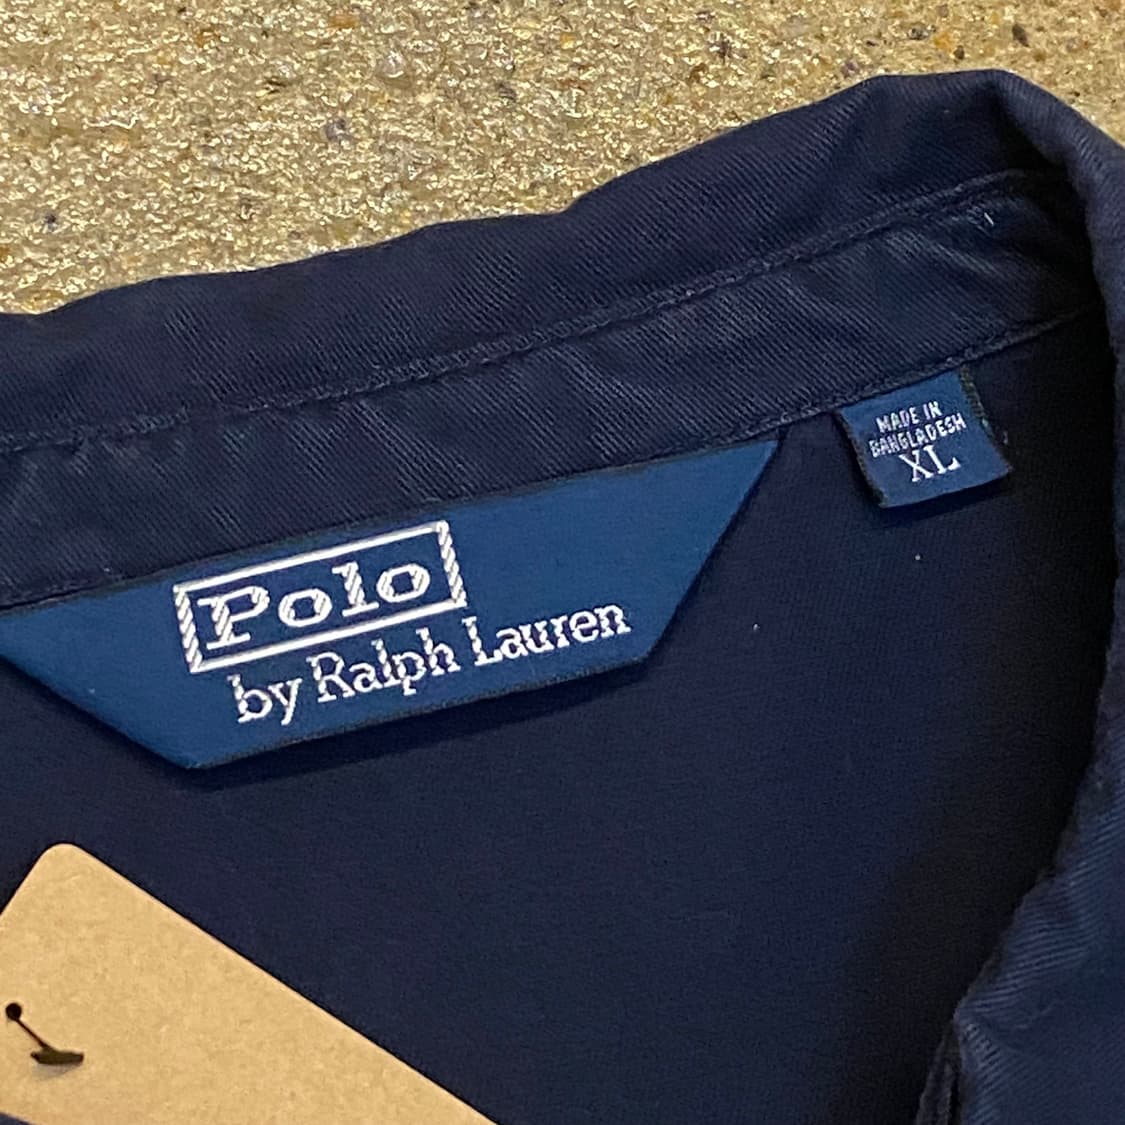 Polo
by Ralph Lauren
MADE IN
BANGLADESH
XL